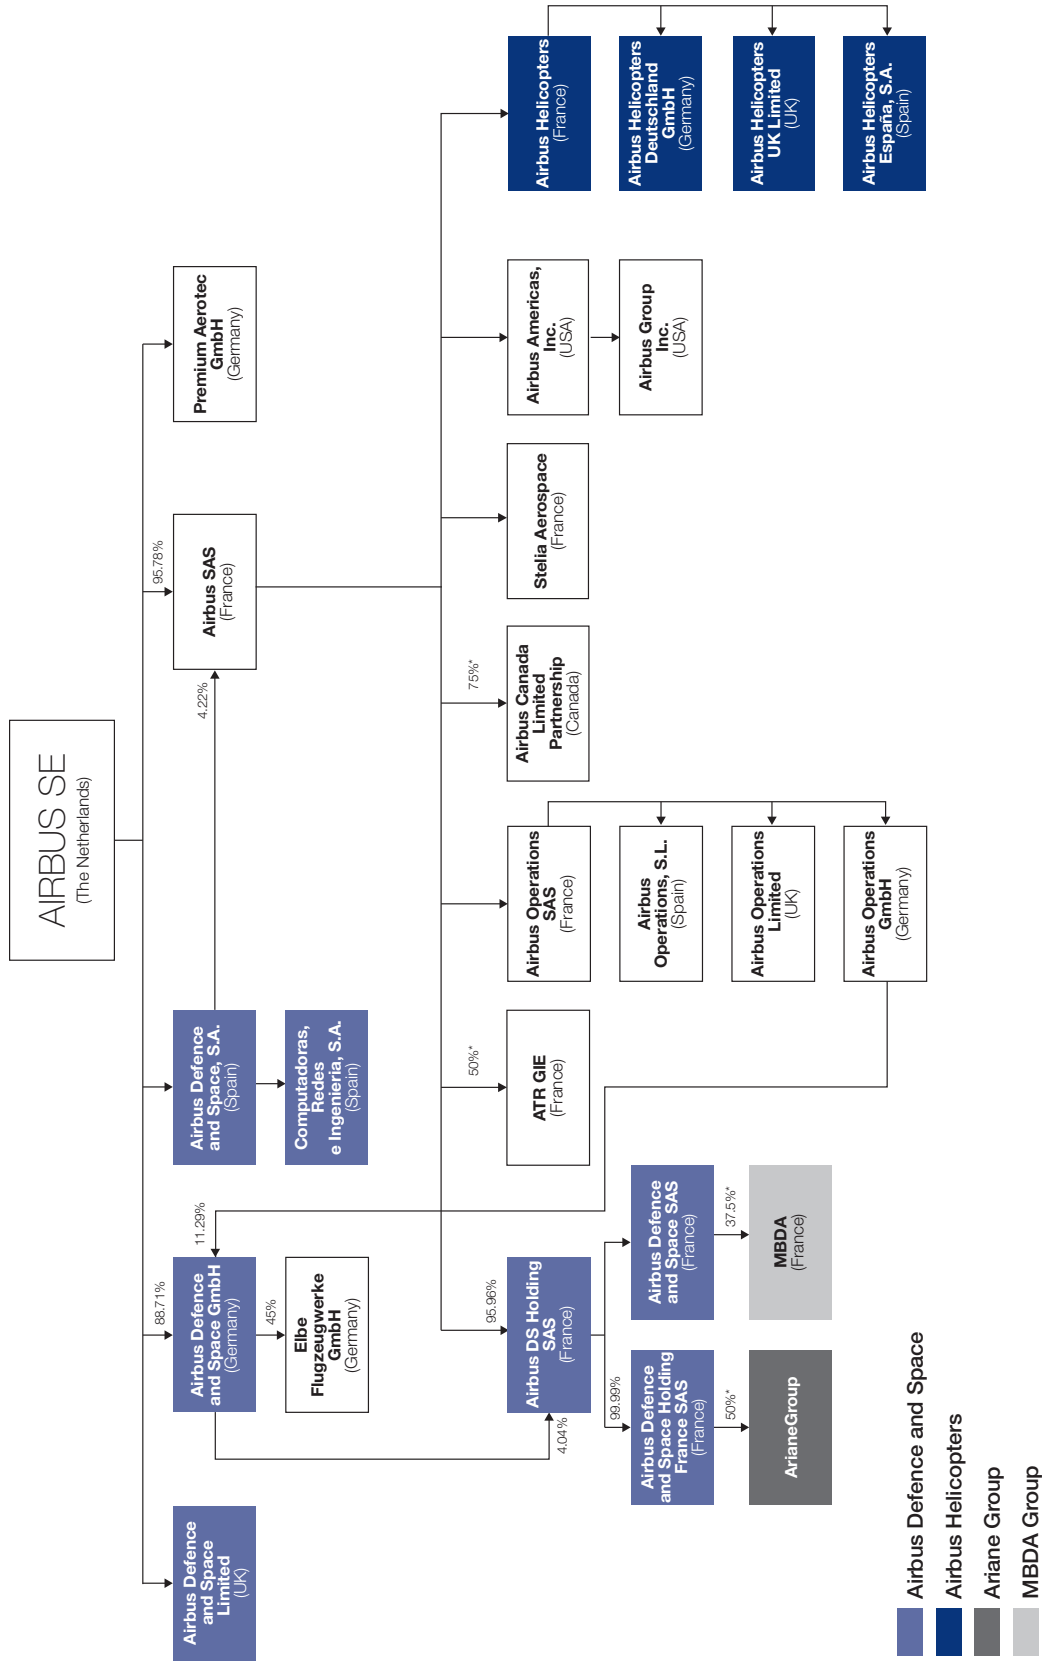 AIRBUS SE
(The Netherlands)
88.71%
95.78%
Airbus Defence
and Space
Limited
(UK)
Airbus Defence
and Space GmbH
(Germany)
11.29%
Airbus Defence
and Space, S.A.
(Spain)
4.22%
Airbus SAS
(France)
Premium Aerotec
GmbH
(Germany)
45%
Elbe
Flugzeugwerke
GmbH
(Germany)
Computadoras,
Redes
e Ingenieria, S.A.
(Spain)
95.96%
50%*
75%*
4.04%
Airbus DS Holding
SAS
(France)
ATR GIE
(France)
Airbus Operations
SAS
(France)
Airbus Canada
Limited
Partnership
(Canada)
Stelia Aerospace
(France)
Airbus Americas,
Inc.
(USA)
Airbus Helicopters
(France)
99.99%
Airbus Defence
and Space Holding
France SAS
(France)
Airbus Defence
and Space SAS
(France)
Airbus
Operations, S.L.
(Spain)
Airbus Group
Inc.
(USA)
Airbus Helicopters
Deutschland
GmbH
(Germany)
50%*
37.5%*
ArianeGroup
MBDA
(France)
Airbus Operations
Limited
(UK)
Airbus Helicopters
UK Limited
(UK)
Airbus Operations
GmbH
(Germany)
Airbus Helicopters
España, S.A.
(Spain)
Airbus Defence and Space
Airbus Helicopters
Ariane Group
MBDA Group